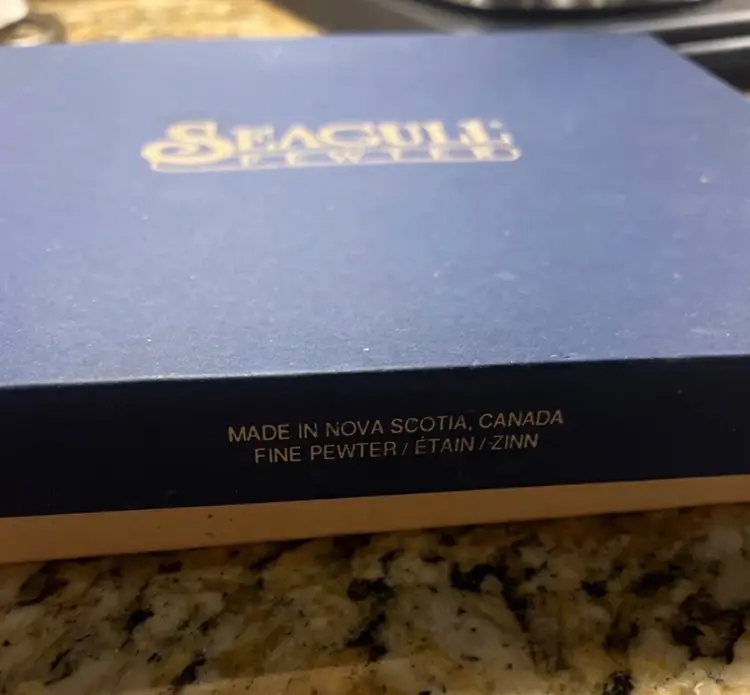 SEAGULL
PEWTER
MADE IN NOVA SCOTIA, CANADA
FINE PEWTER / ÉTAIN / ZINN